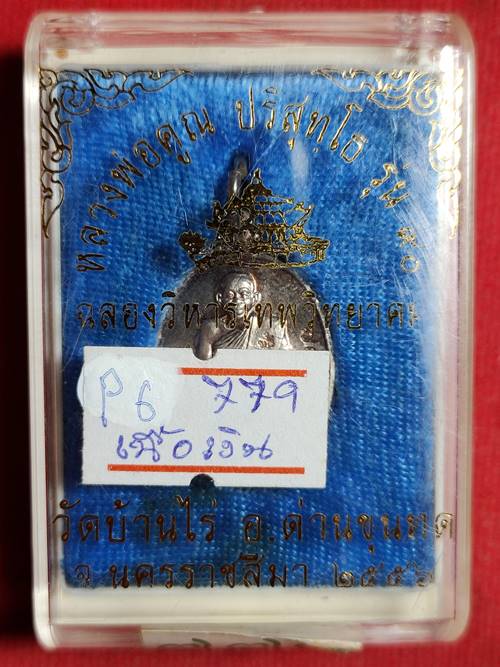 หลวงพ่อคูณ ปริสุทฺโธ รุ่น ๙๐
ฉลองวิหารเทพวิทยาคม
P6 779
เนื้อเงิน
วัดบ้านไร่ อ.ด่านขุนทด
จ.นครราชสีมา ๒๕๕๖